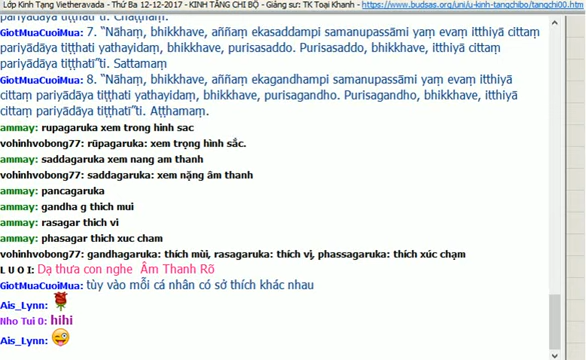 Lớp Kinh Tạng Vietheravada - Thứ Ba 12-12-2017 - KINH TĂNG CHI BỘ - Giảng sư: TK Toại Khanh - https://www.budsas.org/uni/u-kinh-tangchibo/tangchi00.htm
pariyādāya tiṭṭhatī"ti. Chaṭṭhaṃ.
GiotMuaCuoiMua: 7. “Nāhaṃ, bhikkhave, aññaṃ ekasaddampi samanupassāmi yaṃ evaṃ itthiyā cittaṃ
pariyādāya tiṭṭhati yathayidaṃ, bhikkhave, purisasaddo. Purisasaddo, bhikkhave, itthiyā cittaṃ
pariyādāya tiṭṭhatī”ti. Sattamaṃ
GiotMuaCuoiMua: 8. “Nāhaṃ, bhikkhave, aññaṃ ekagandhampi samanupassāmi yaṃ evaṃ itthiyā
cittaṃ pariyādāya tiṭṭhati yathayidaṃ, bhikkhave, purisagandho. Purisagandho, bhikkhave, itthiyā
cittaṃ pariyādāya tiṭṭhatī”ti. Aṭṭhamaṃ.
ammay: rupagaruka xem trong hinh sac
vohinhvobong77: rūpagaruka: xem trọng hình sắc.
ammay: saddagaruka xem nang am thanh
vohinhvobong77: saddagaruka: xem nặng âm thanh
ammay: pancagaruka
ammay: gandha g thich mui
ammay: rasagar thich vi
ammay: phasagar thich xuc cham
vohinhvobong77: gandhagaruka: thích mùi, rasagaruka: thích vị, phassagaruka: thích xúc chạm
L U O I: Dạ thưa con nghe Âm Thanh Rõ
GiotMuaCuoiMua: tùy vào mỗi cá nhân có sở thích khác nhau
Ais_Lynn:
Nho Tui 0: hihi
Ais_Lynn: